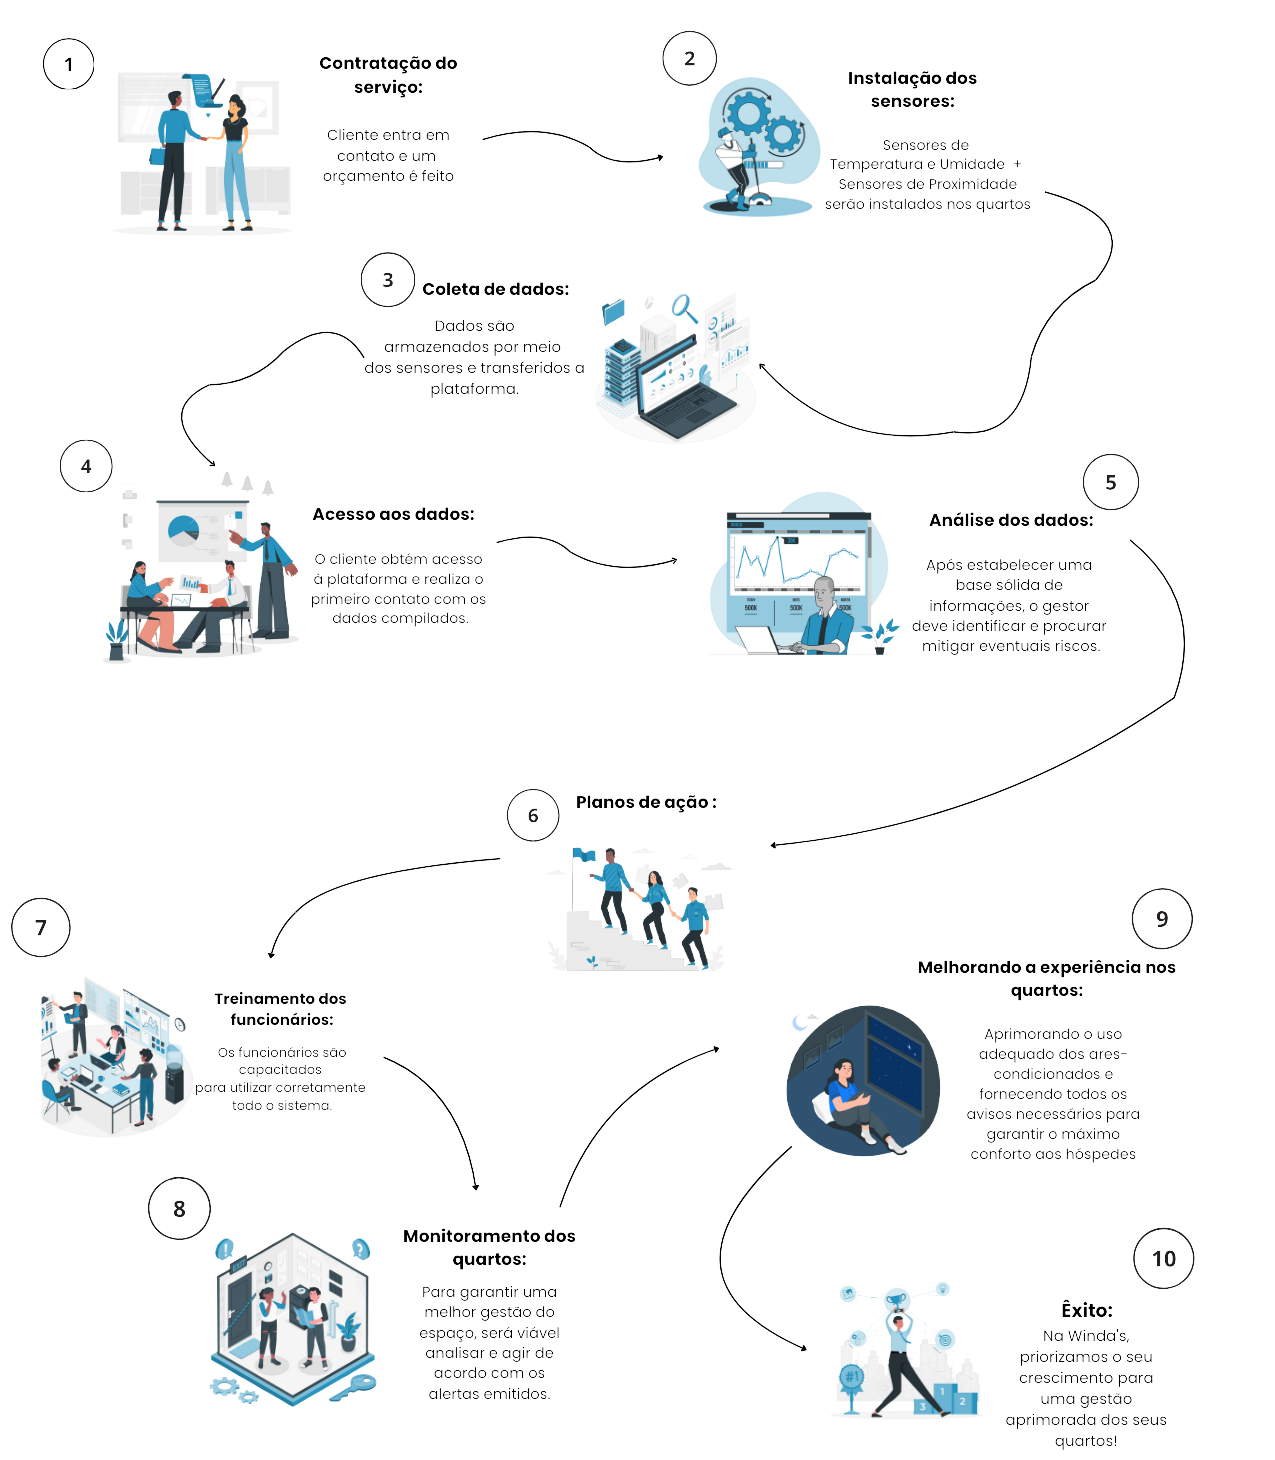 1
Contratação do
serviço:
Cliente entra em
contato e um
orçamento é feito
2
Instalação dos
sensores:
Sensores de
Temperatura e Umidade +
Sensores de Proximidade
serão instalados nos quartos
3
Coleta de dados:
Dados são
armazenados por meio
dos sensores e transferidos a
plataforma.
4
Acesso aos dados:
O cliente obtém acesso
à plataforma e realiza o
primeiro contato com os
dados compilados.
5
Análise dos dados:
Após estabelecer uma
base sólida de
informações, o gestor
deve identificar e procurar
mitigar eventuais riscos.
500K
500K
500K
6
Planos de ação :
7
Treinamento dos
funcionários:
Os funcionários são
capacitados
para utilizar corretamente
todo o sistema.
8
Monitoramento dos
quartos:
Para garantir uma
melhor gestão do
espaço, será viável
analisar e agir de
acordo com os
alertas emitidos.
!
?
9
Melhorando a experiência nos
quartos:
Aprimorando o uso
adequado dos ares-
condicionados e
fornecendo todos os
avisos necessários para
garantir o máximo
conforto aos hóspedes
10
Êxito:
Na Winda's,
priorizamos o seu
crescimento para
uma gestão
aprimorada dos seus
quartos!
#1
1
2
3